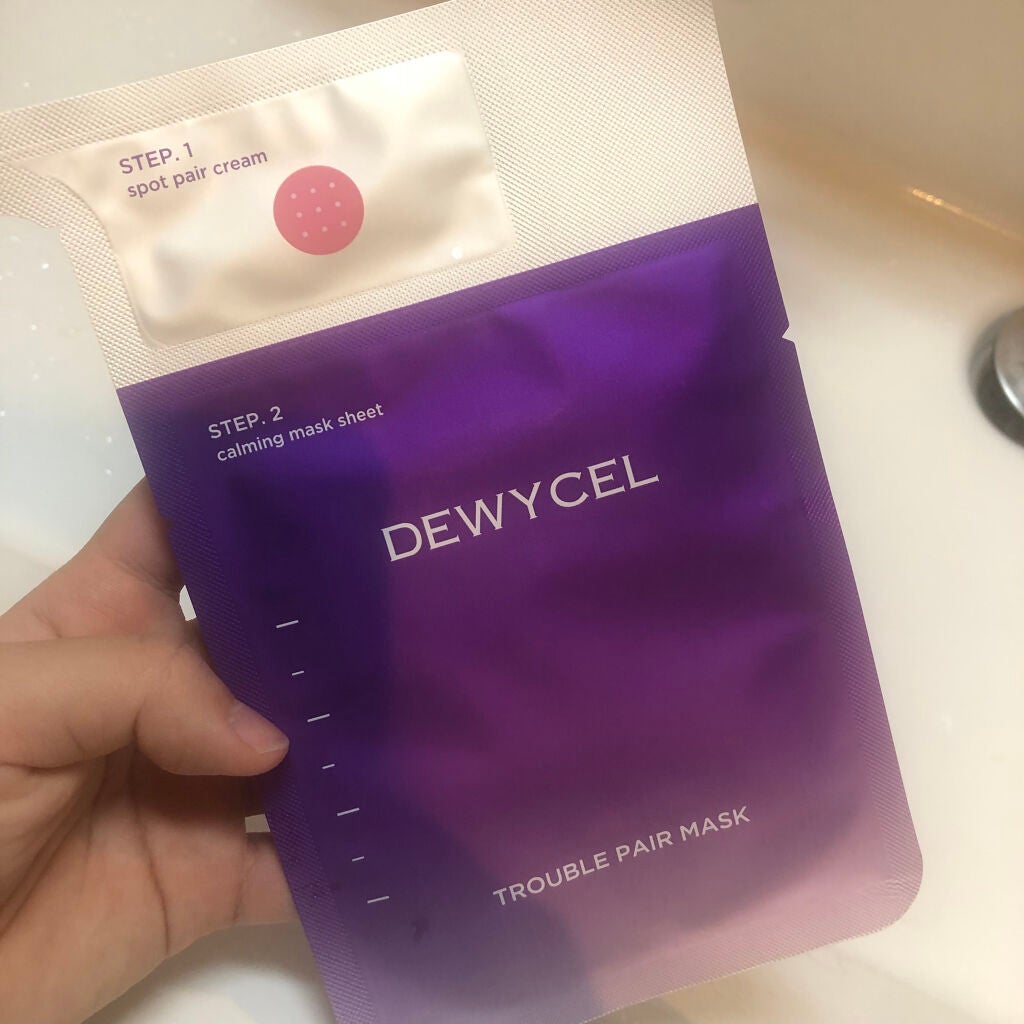 STEP. 1
spot pair cream
STEP. 2
calming mask sheet
DEWYCEL
TROUBLE PAIR MASK